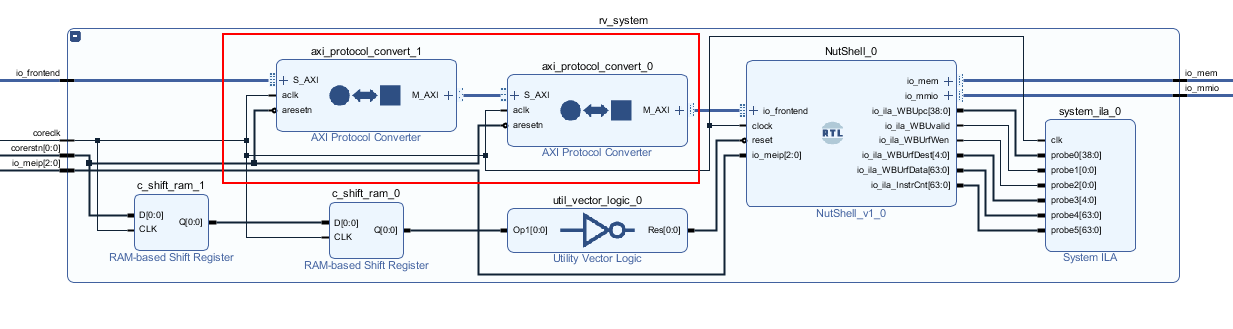 rv_system
io_frontend
coreclk
corerstn[0:0]
io_meip[2:0]
axi_protocol_convert_1
S_AXI
aclk
aresetn
M_AXI
AXI Protocol Converter
axi_protocol_convert_0
S_AXI
aclk
aresetn
M_AXI
AXI Protocol Converter
NutShell_0
io_frontend
clock
reset
io_meip[2:0]
RTL
io_mem
io_mmio
io_ila_WBUpc[38:0]
io_ila_WBUvalid
io_ila_WBUrfWen
io_ila_WBUrfDest[4:0]
io_ila_WBUrfData[63:0]
io_ila_InstrCnt[63:0]
NutShell_v1_0
io_mem
io_mmio
system_ila_0
clk
probe0[38:0]
probe1[0:0]
probe2[0:0]
probe3[4:0]
probe4[63:0]
probe5[63:0]
System ILA
c_shift_ram_1
D[0:0]
CLK
Q[0:0]
RAM-based Shift Register
c_shift_ram_0
D[0:0]
CLK
Q[0:0]
RAM-based Shift Register
util_vector_logic_0
Op1[0:0]
Res[0:0]
Utility Vector Logic